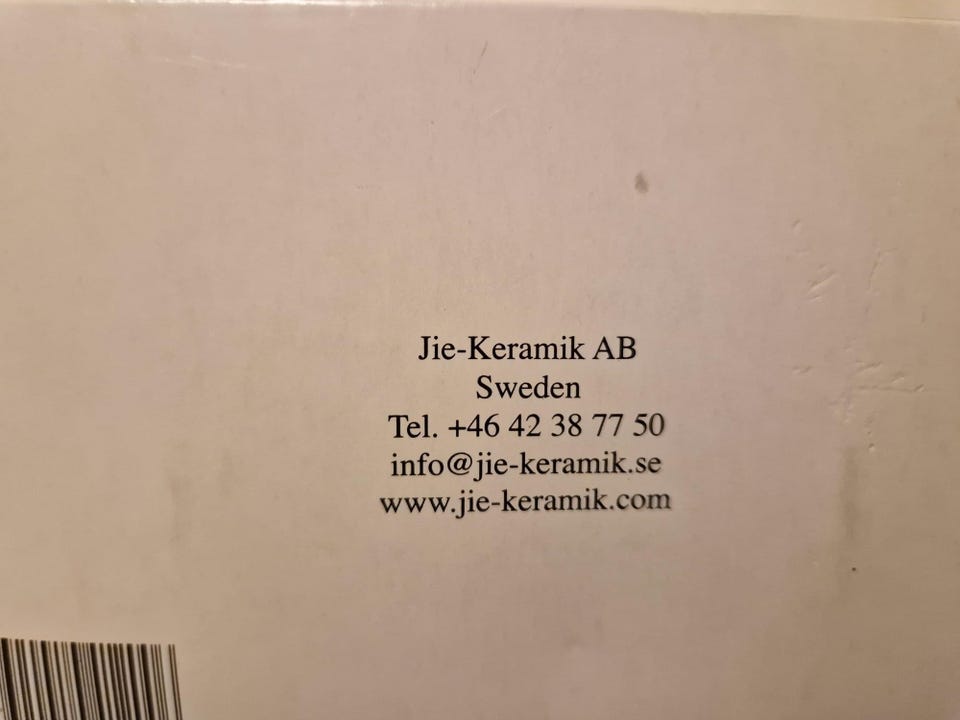 Jie-Keramik AB
Sweden
Tel. +46 42 38 77 50
info@jie-keramik.se
www.jie-keramik.com